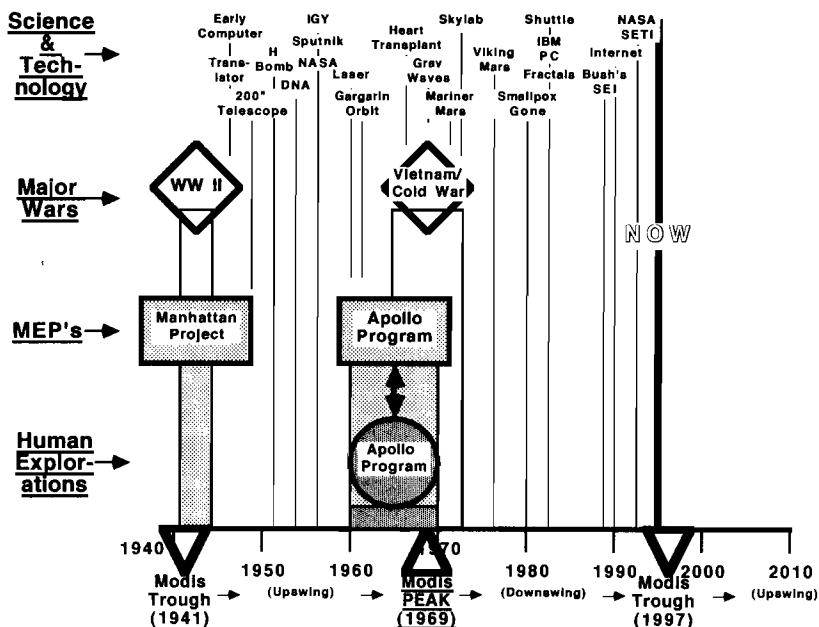 Science
&
Tech-
nology
Early
Computer
Trans-
lator
200"
Telescope
H
Bomb
DNA
IGY
Sputnik
NASA
Laser
Gargarin
Orbit
Heart
Transplant
Grav
Waves
Mariner
Mars
Skylab
Viking
Mars
Smallpox
Gone
Shuttle
IBM
PC
Fractals
Internet
Bush's
SEI
NASA
SETI
Major
Wars
WW II
Vietnam/
Cold War
NOW
MEP's
Manhattan
Project
Apollo
Program
Human
Explor-
ations
Apollo
Program
1940
1950
1960
1970
1980
1990
2000
2010
Modis
Trough
(1941)
(Upswing)
Modis
PEAK
(1969)
(Downswing)
Modis
Trough
(1997)
(Upswing)